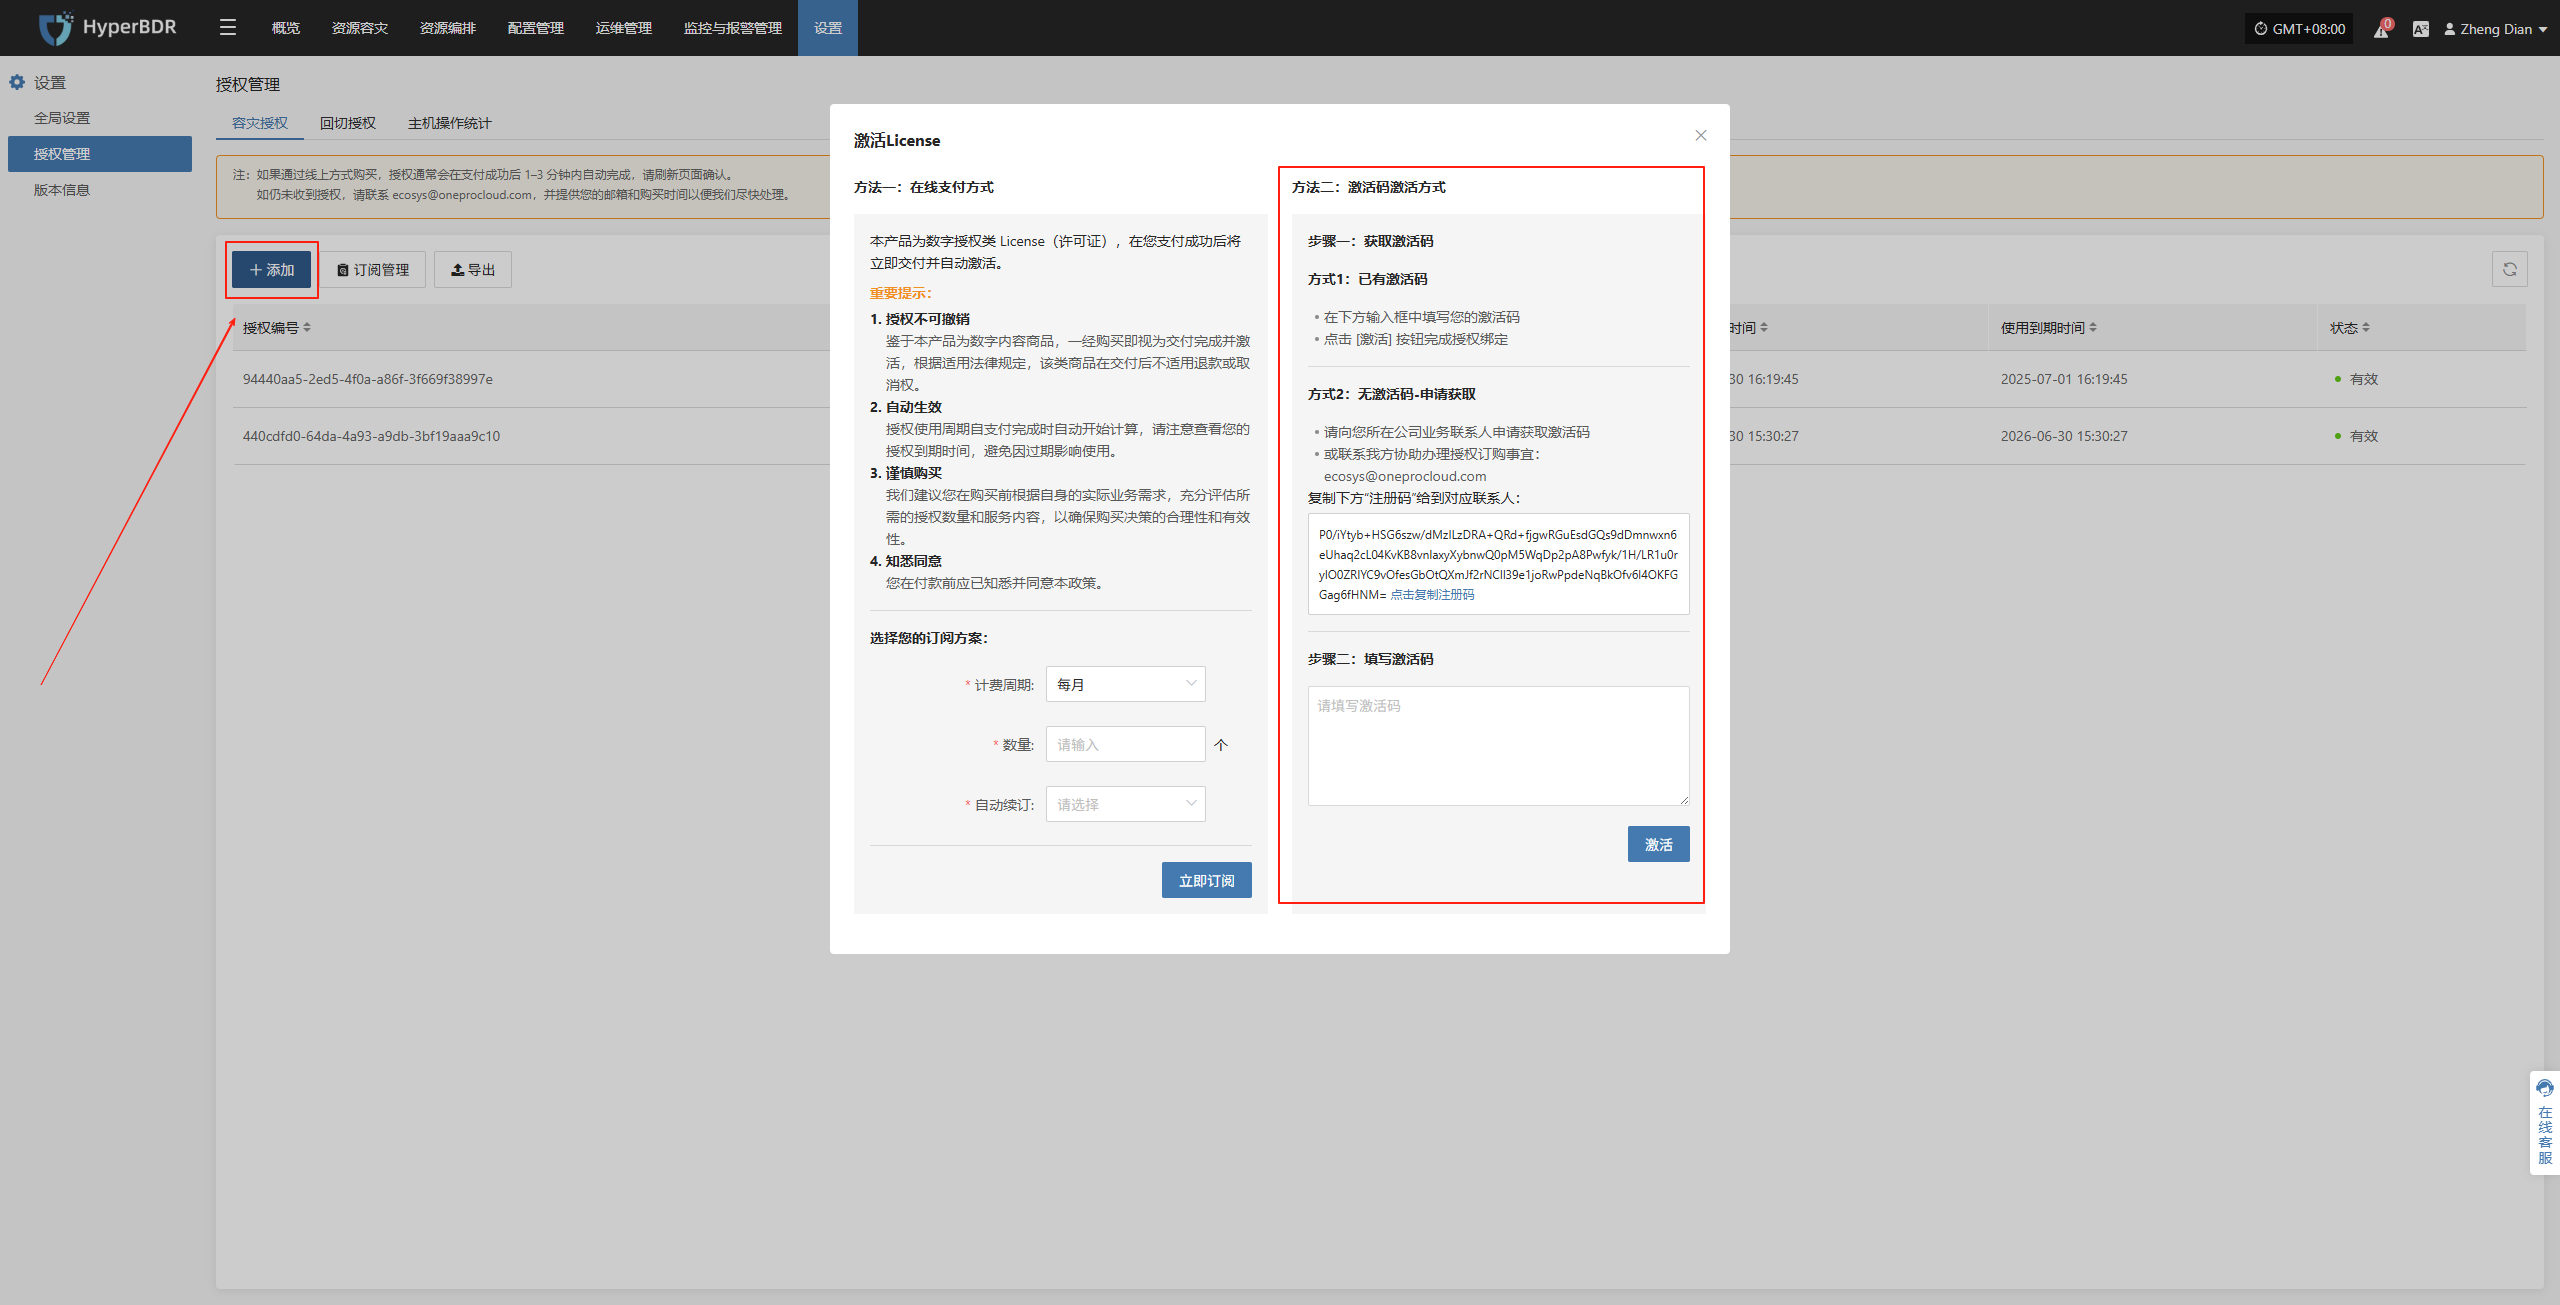 HyperBDR
概览
资源容灾
资源编排
配置管理
运维管理
监控与报警管理
设置
GMT+08:00
0
Zheng Dian
设置
全局设置
授权管理
版本信息
授权管理
容灾授权
回切授权
主机操作统计
注：如果通过线上方式购买，授权通常会在支付成功后 1–3 分钟内自动完成，请刷新页面确认。
如仍未收到授权，请联系 ecosys@oneprocloud.com，并提供您的邮箱和购买时间以便我们尽快处理。
添加
订阅管理
导出
授权编号
时间
使用到期时间
状态
94440aa5-2ed5-4f0a-a86f-3f669f38997e
30 16:19:45
2025-07-01 16:19:45
有效
440cdfd0-64da-4a93-a9db-3bf19aaa9c10
30 15:30:27
2026-06-30 15:30:27
有效
激活License
方法一：在线支付方式
本产品为数字授权类 License（许可证），在您支付成功后将
立即交付并自动激活。
重要提示：
1. 授权不可撤销
鉴于本产品为数字内容商品，一经购买即视为交付完成并激
活，根据适用法律规定，该类商品在交付后不适用退款或取
消权。
2. 自动生效
授权使用周期自支付完成时自动开始计算，请注意查看您的
授权到期时间，避免因过期影响使用。
3. 谨慎购买
我们建议您在购买前根据自身的实际业务需求，充分评估所
需的授权数量和服务内容，以确保购买决策的合理性和有效
性。
4. 知悉同意
您在付款前应已知悉并同意本政策。
选择您的订阅方案：
* 计费周期: 每月
* 数量: 请输入 个
* 自动续订: 请选择
立即订阅
方法二：激活码激活方式
步骤一：获取激活码
方式1：已有激活码
• 在下方输入框中填写您的激活码
• 点击 [激活] 按钮完成授权绑定
方式2：无激活码-申请获取
• 请向您所在公司业务联系人申请获取激活码
• 或联系我方协助办理授权订购事宜：
ecosys@oneprocloud.com
复制下方“注册码”给到对应联系人：
P0/iYtyb+HSG6szw/dMzILzDRA+QRd+fjgwRGuEsdGQs9dDmnwxn6
eUhaq2cL04KvKB8vnlaxyXybnwQ0pM5WqDp2pA8Pwfyk/1H/LR1u0r
ylO0ZRlYC9vOfesGbOtQXmJf2rNCIl39e1joRwPpdeNqBkOfv6l4OKFG
Gag6fHNM= 点击复制注册码
步骤二：填写激活码
请填写激活码
激活
在线客服